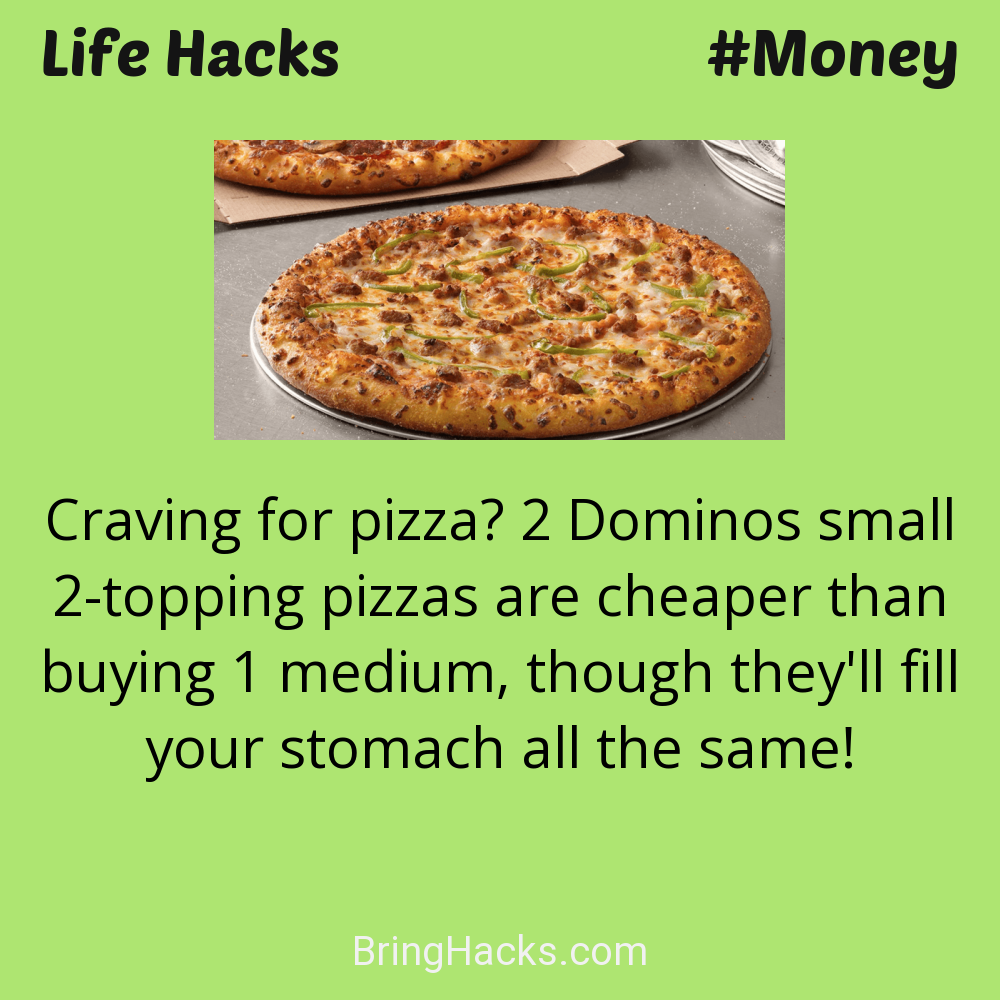 Life Hacks
#Money
Craving for pizza? 2 Dominos small
2-topping pizzas are cheaper than
buying 1 medium, though they'll fill
your stomach all the same!
BringHacks.com